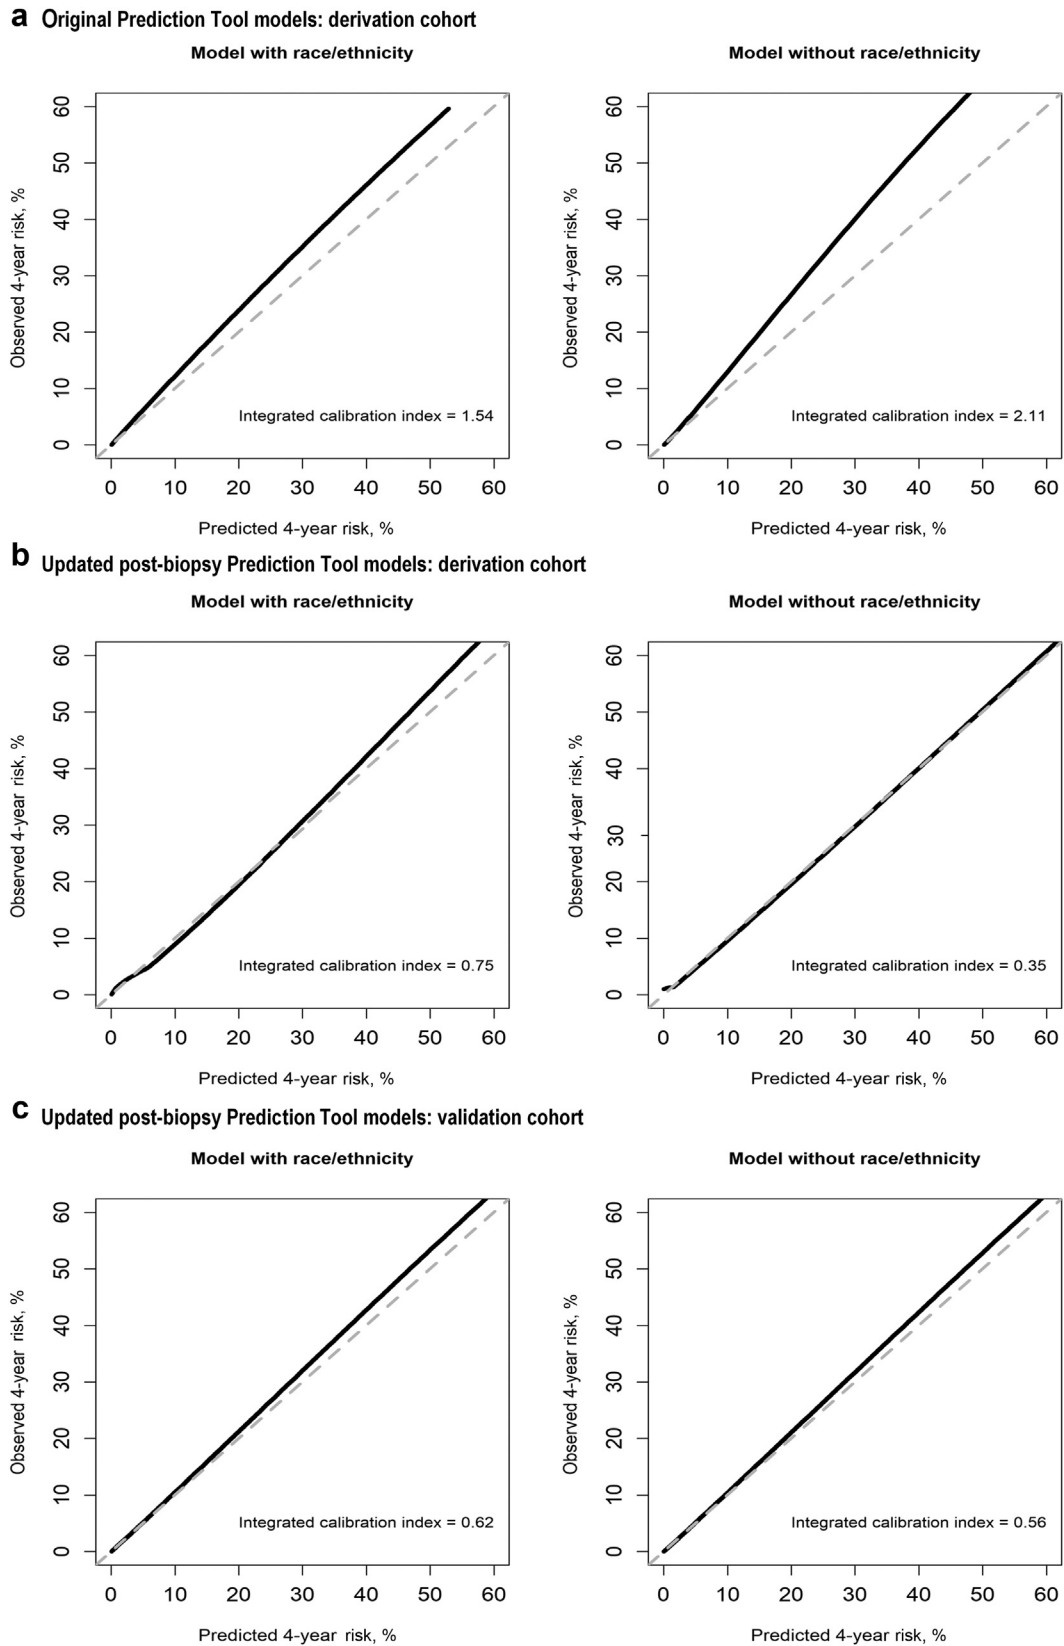 a Original Prediction Tool models: derivation cohort
Model with race/ethnicity
Observed 4-year risk, %
60
50
40
30
20
10
0
Integrated calibration index = 1.54
0 10 20 30 40 50 60
Predicted 4-year risk, %
Model without race/ethnicity
Observed 4-year risk, %
60
50
40
30
20
10
0
Integrated calibration index = 2.11
0 10 20 30 40 50 60
Predicted 4-year risk, %
b Updated post-biopsy Prediction Tool models: derivation cohort
Model with race/ethnicity
Observed 4-year risk, %
60
50
40
30
20
10
0
Integrated calibration index = 0.75
0 10 20 30 40 50 60
Predicted 4-year risk, %
Model without race/ethnicity
Observed 4-year risk, %
60
50
40
30
20
10
0
Integrated calibration index = 0.35
0 10 20 30 40 50 60
Predicted 4-year risk, %
c Updated post-biopsy Prediction Tool models: validation cohort
Model with race/ethnicity
Observed 4-year risk, %
60
50
40
30
20
10
0
Integrated calibration index = 0.62
0 10 20 30 40 50 60
Predicted 4-year risk, %
Model without race/ethnicity
Observed 4-year risk, %
60
50
40
30
20
10
0
Integrated calibration index = 0.56
0 10 20 30 40 50 60
Predicted 4-year risk, %